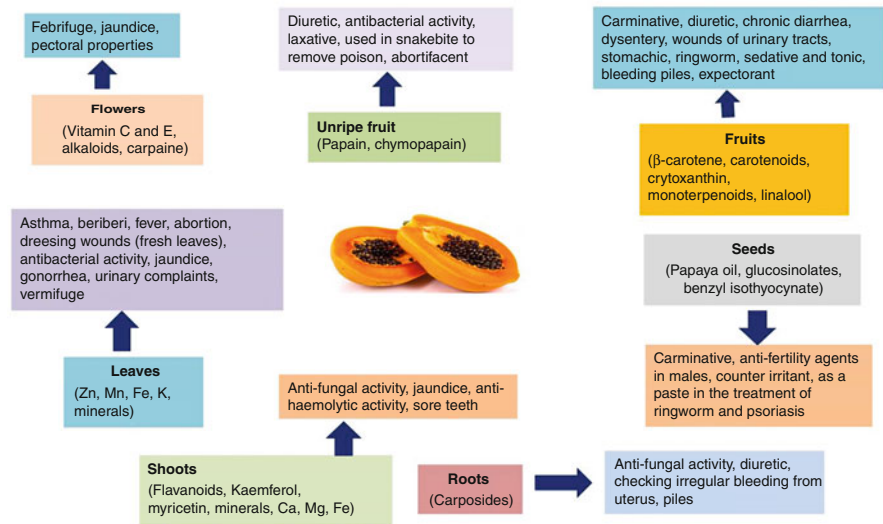 Febrifuge, jaundice,
pectoral properties
Flowers
(Vitamin C and E,
alkaloids, carpaine)
Diuretic, antibacterial activity,
laxative, used in snakebite to
remove poison, abortifacent
Unripe fruit
(Papain, chymopapain)
Carminative, diuretic, chronic diarrhea,
dysentery, wounds of urinary tracts,
stomachic, ringworm, sedative and tonic,
bleeding piles, expectorant
Fruits
(β-carotene, carotenoids,
crytoxanthin,
monoterpenoids, linalool)
Asthma, beriberi, fever, abortion,
dreesing wounds (fresh leaves),
antibacterial activity, jaundice,
gonorrhea, urinary complaints,
vermifuge
Leaves
(Zn, Mn, Fe, K,
minerals)
Seeds
(Papaya oil, glucosinolates,
benzyl isothyocynate)
Carminative, anti-fertility agents
in males, counter irritant, as a
paste in the treatment of
ringworm and psoriasis
Anti-fungal activity, jaundice, anti-
haemolytic activity, sore teeth
Shoots
(Flavanoids, Kaemferol,
myricetin, minerals, Ca, Mg, Fe)
Roots
(Carposides)
Anti-fungal activity, diuretic,
checking irregular bleeding from
uterus, piles